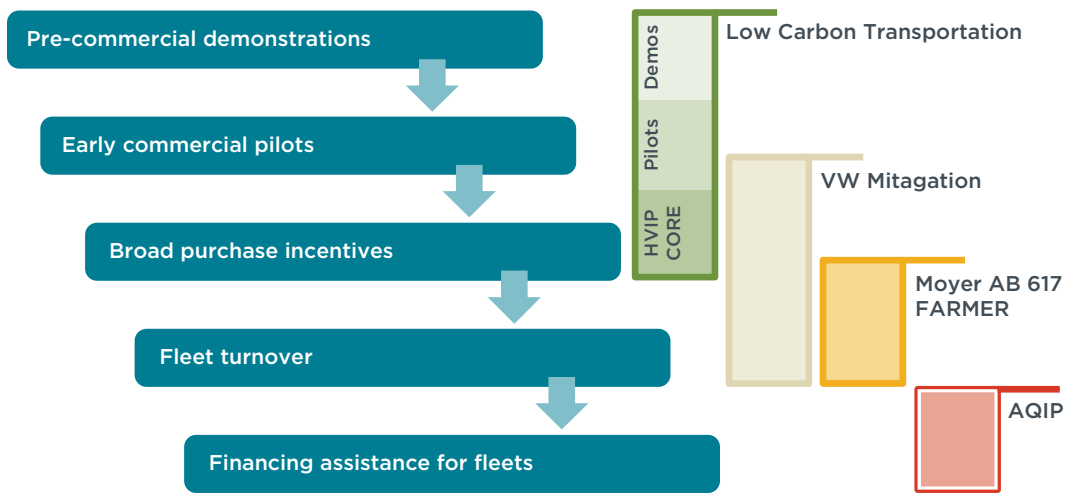 Pre-commercial demonstrations
Early commercial pilots
Broad purchase incentives
Fleet turnover
Financing assistance for fleets
Demos
Pilots
HVIP
CORE
Low Carbon Transportation
VW Mitagation
Moyer AB 617
FARMER
AQIP